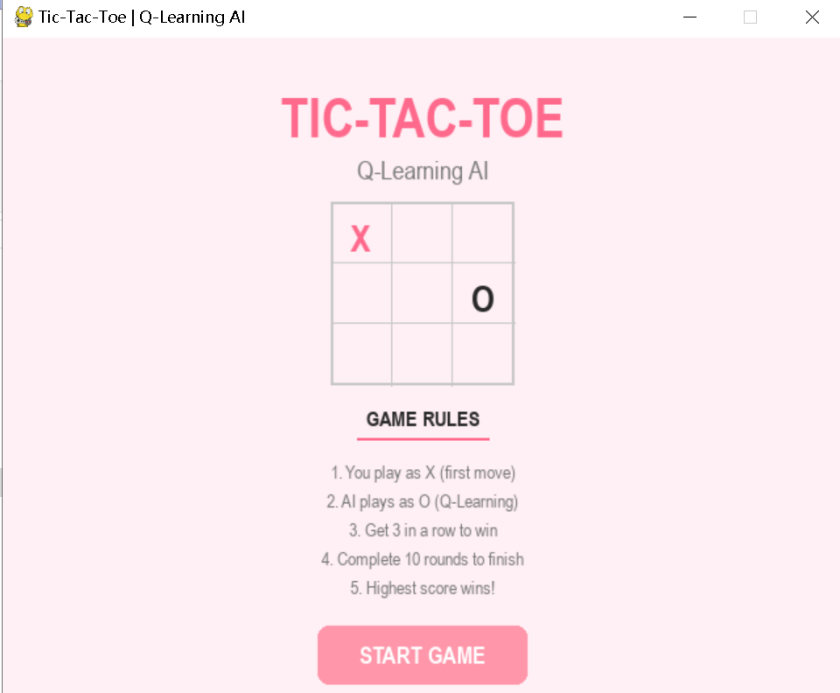 Tic-Tac-Toe | Q-Learning AI
TIC-TAC-TOE
Q-Learning AI
X
O
GAME RULES
1. You play as X (first move)
2. AI plays as O (Q-Learning)
3. Get 3 in a row to win
4. Complete 10 rounds to finish
5. Highest score wins!
START GAME